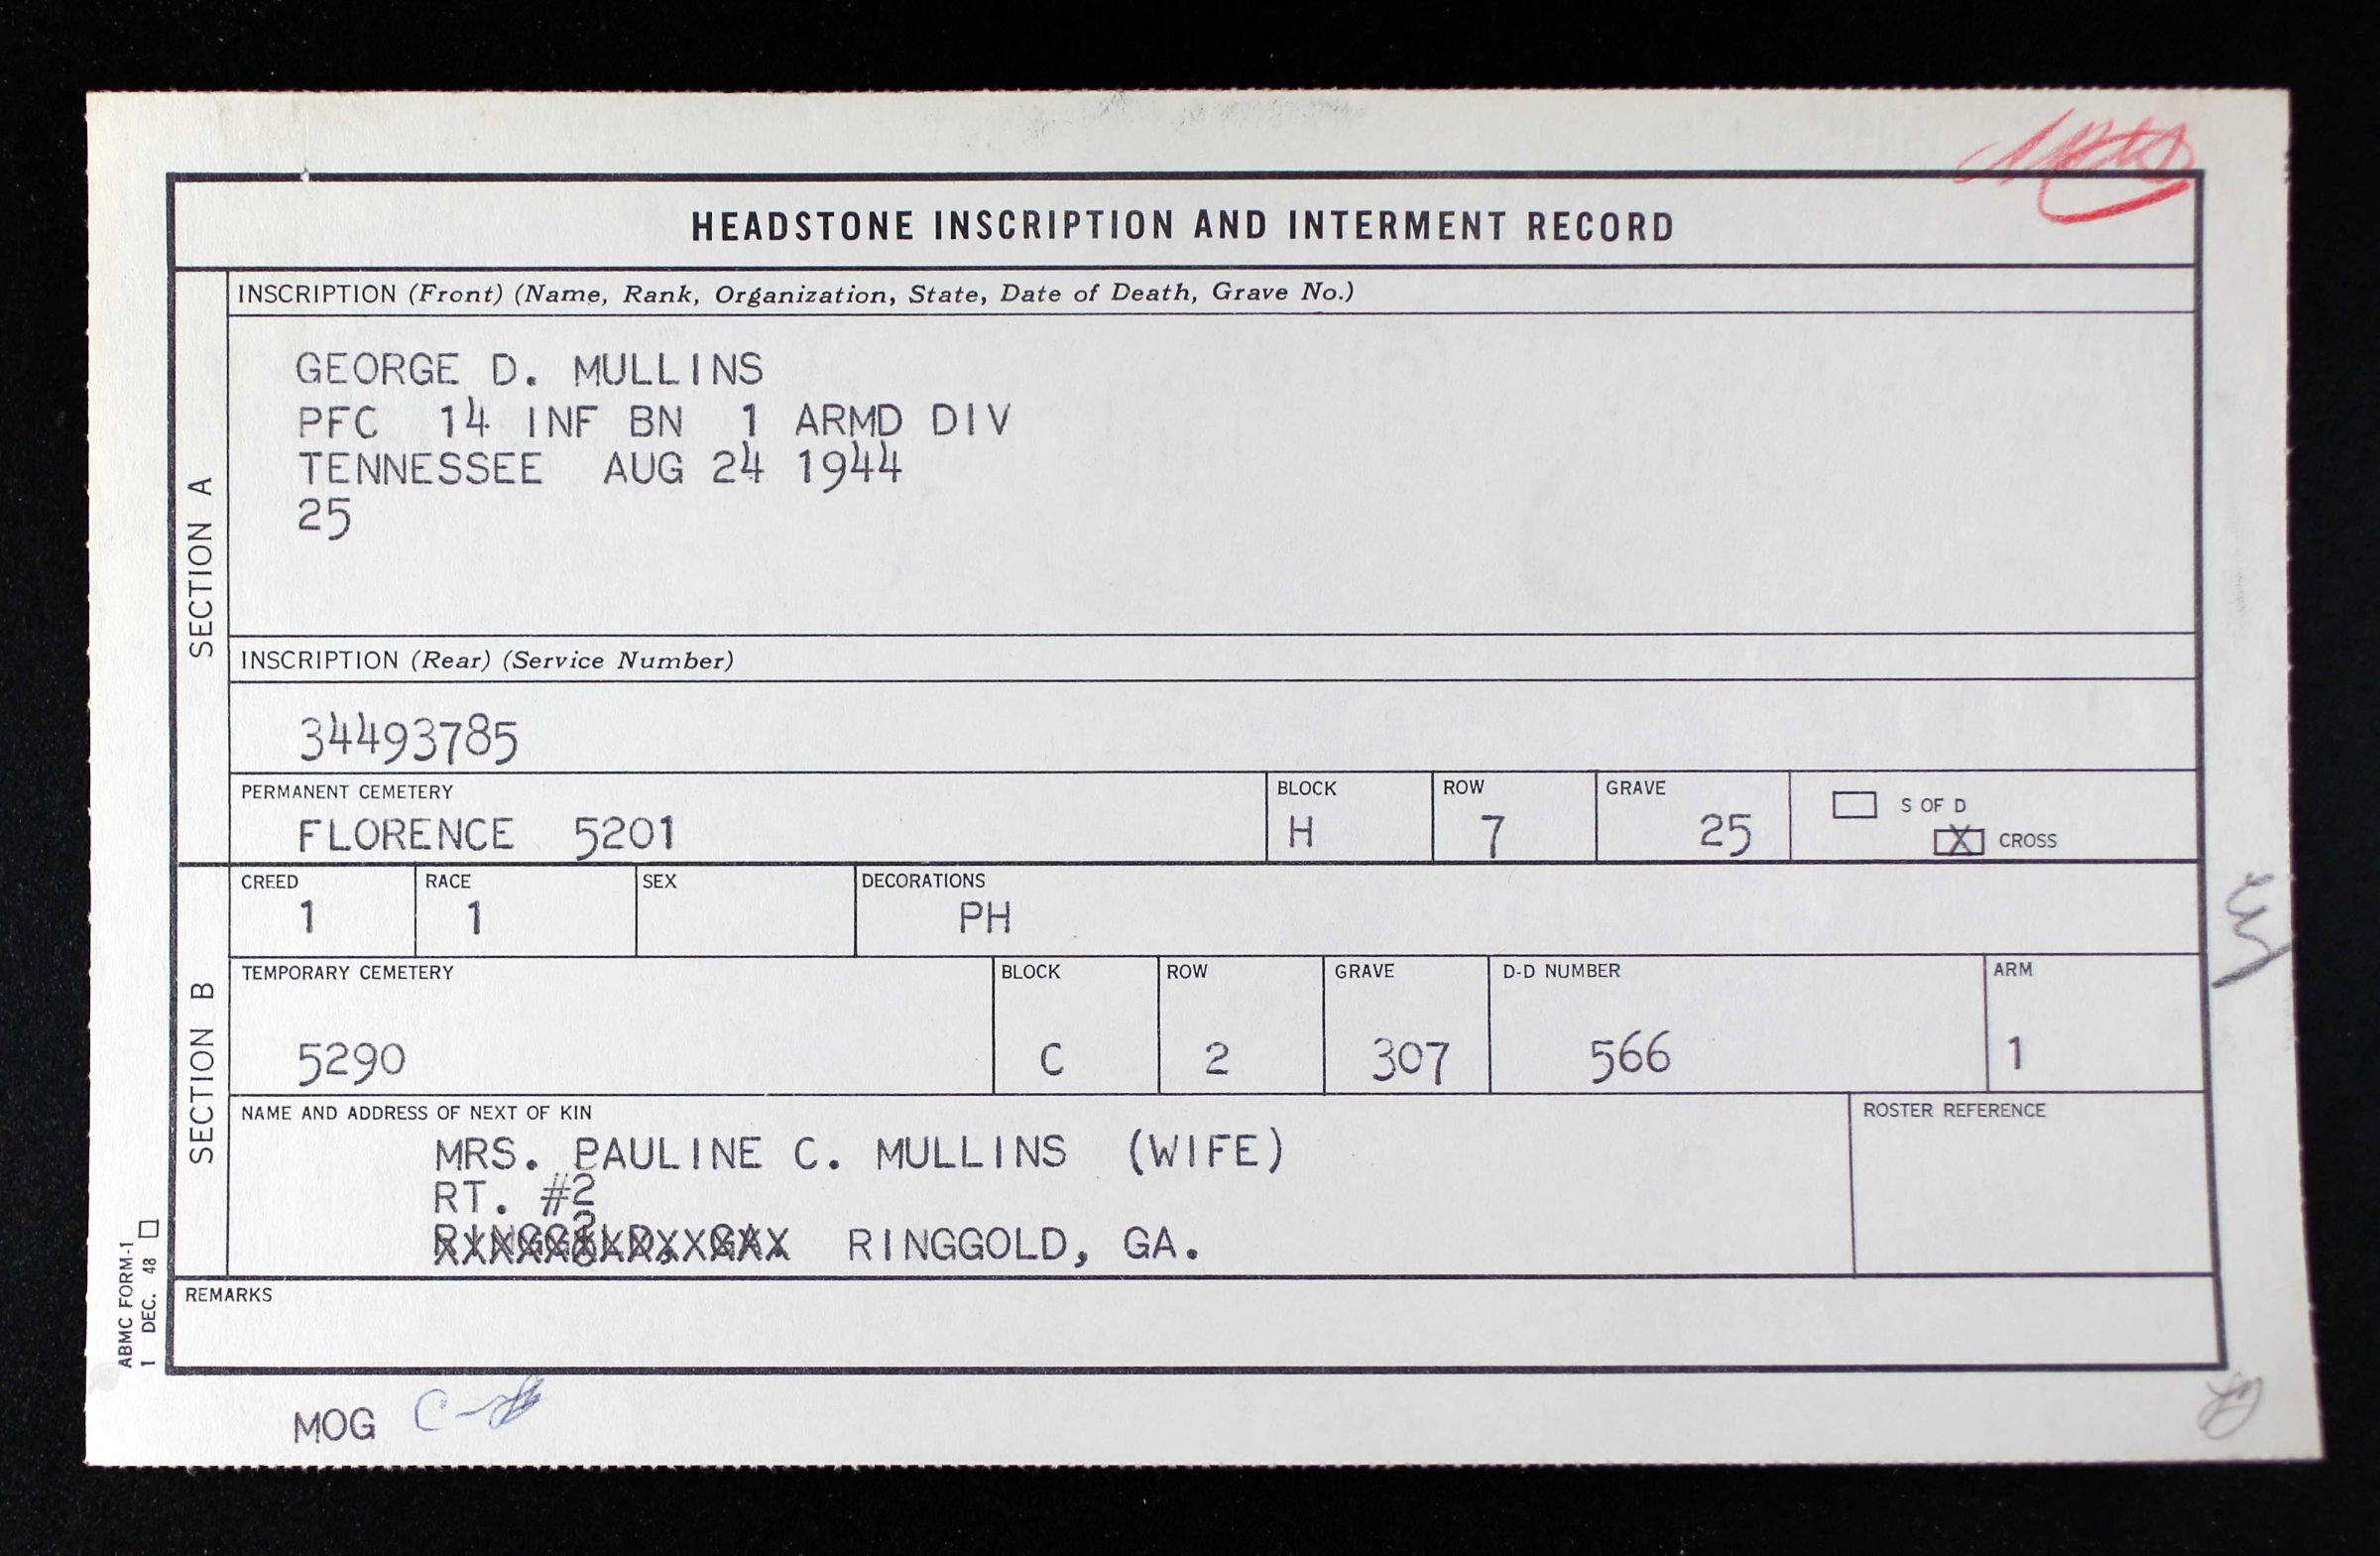 HEADSTONE INSCRIPTION AND INTERMENT RECORD
SECTION A
INSCRIPTION (Front) (Name, Rank, Organization, State, Date of Death, Grave No.)
GEORGE D. MULLINS
PFC 14 INF BN 1 ARMD DIV
TENNESSEE AUG 24 1944
25
INSCRIPTION (Rear) (Service Number)
34493785
PERMANENT CEMETERY BLOCK ROW GRAVE
FLORENCE 5201 H 7 25
S OF D
X CROSS
SECTION B
CREED RACE SEX DECORATIONS
1 1 PH
TEMPORARY CEMETERY BLOCK ROW GRAVE D-D NUMBER ARM
5290 C 2 307 566 1
NAME AND ADDRESS OF NEXT OF KIN ROSTER REFERENCE
MRS. PAULINE C. MULLINS (WIFE)
RT. #2
RINGGOLD, GA.
REMARKS
ABMC FORM-1
1 DEC. 48
MOG